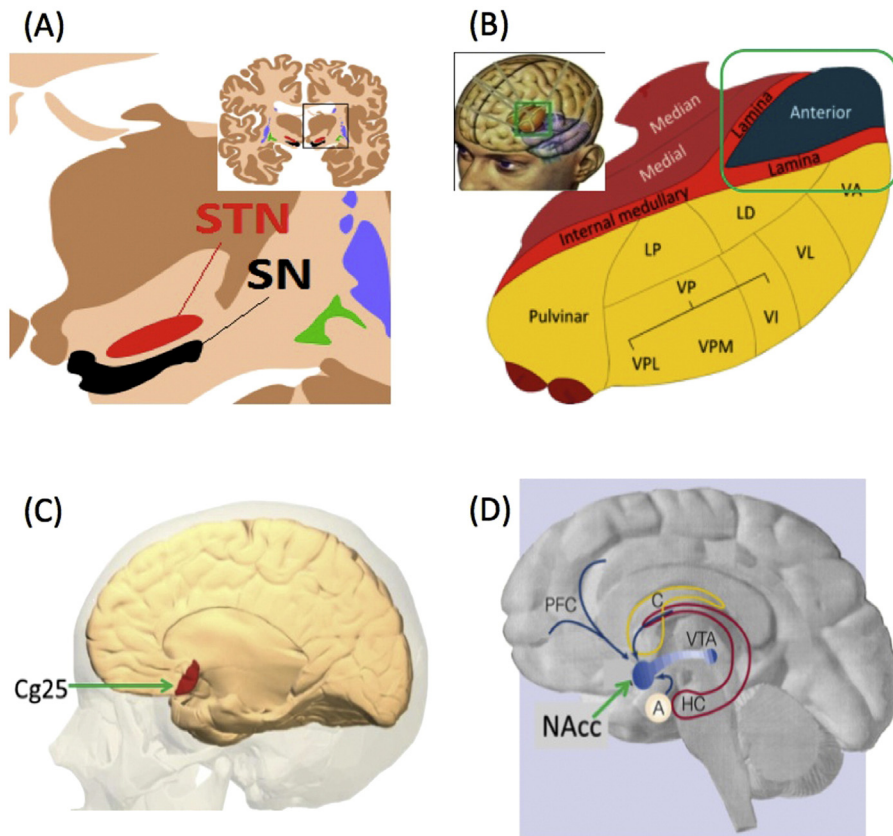 (A)
STN
SN
(B)
Median
Medial
Lamina
Anterior
Internal medullary
Lamina
VA
LD
LP
VL
VP
Pulvinar
VI
VPM
VPL
(C)
Cg25
(D)
PFC
C
VTA
NAcc
A
HC